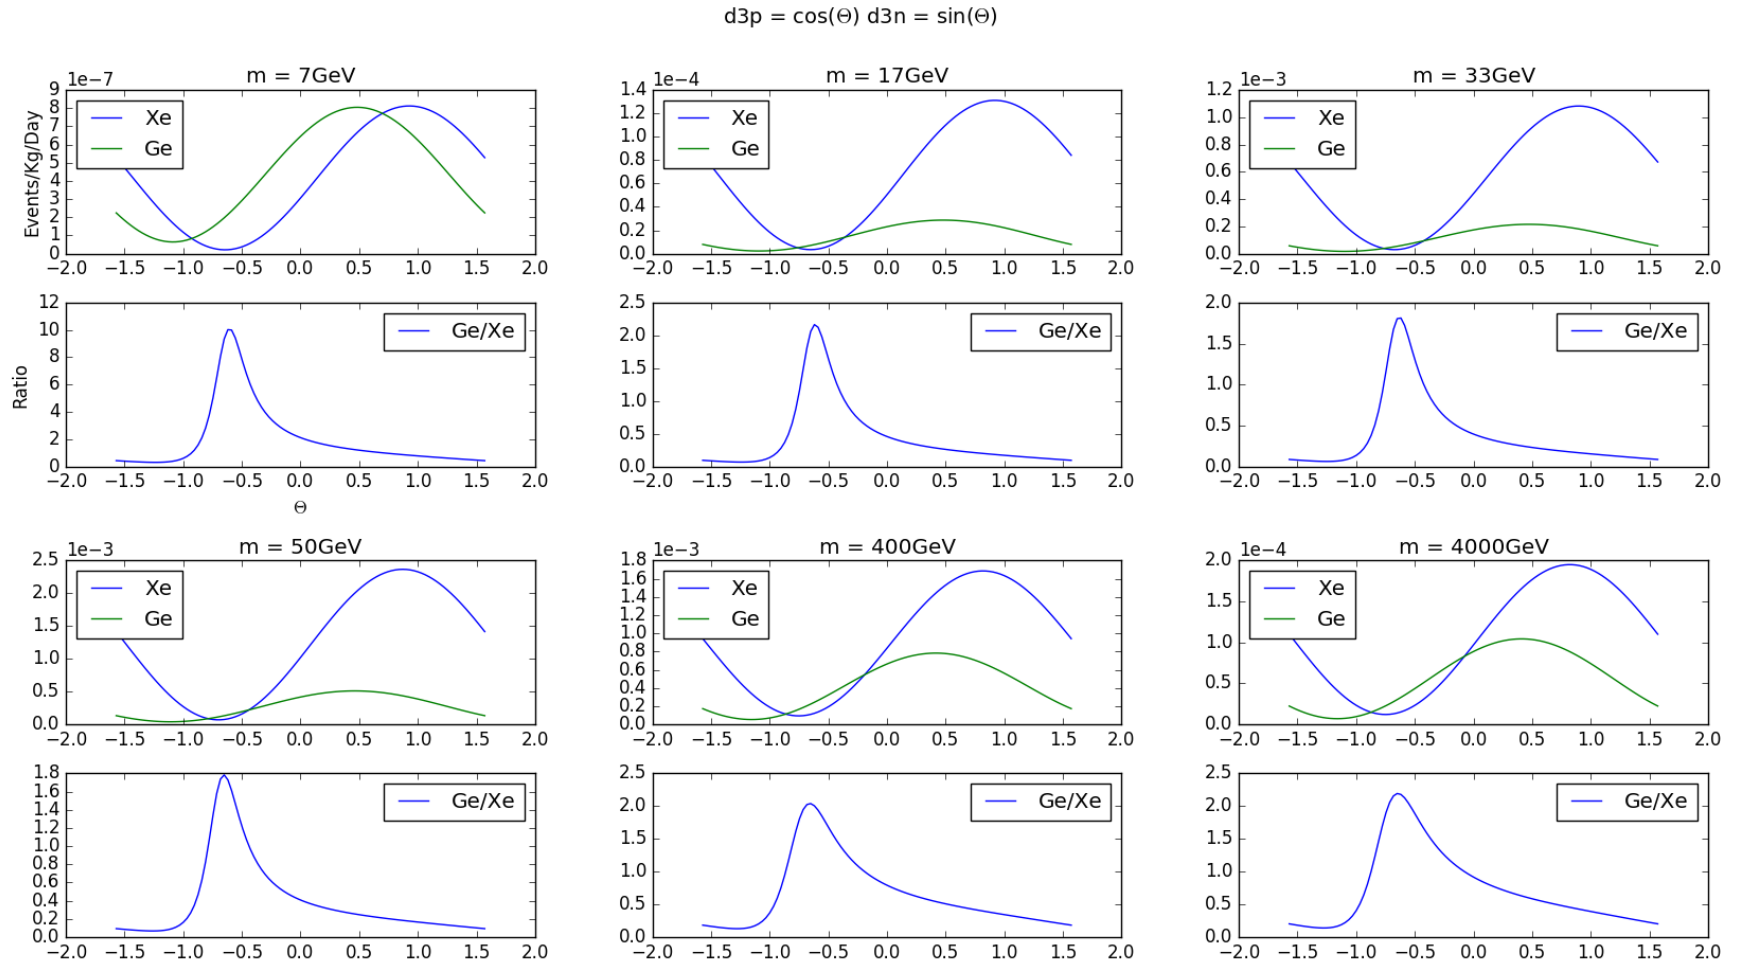 d3p = cos(Θ) d3n = sin(Θ)
1e−7 m = 7GeV
9
8
7
6
5
4
3
2
1
0
Events/Kg/Day
Xe
Ge
−2.0 −1.5 −1.0 −0.5 0.0 0.5 1.0 1.5 2.0
1e−4 m = 17GeV
1.4
1.2
1.0
0.8
0.6
0.4
0.2
0.0
Xe
Ge
−2.0 −1.5 −1.0 −0.5 0.0 0.5 1.0 1.5 2.0
1e−3 m = 33GeV
1.2
1.0
0.8
0.6
0.4
0.2
0.0
Xe
Ge
−2.0 −1.5 −1.0 −0.5 0.0 0.5 1.0 1.5 2.0
12
10
8
6
4
2
0
Ratio
Ge/Xe
−2.0 −1.5 −1.0 −0.5 0.0 0.5 1.0 1.5 2.0
Θ
2.5
2.0
1.5
1.0
0.5
0.0
Ge/Xe
−2.0 −1.5 −1.0 −0.5 0.0 0.5 1.0 1.5 2.0
2.0
1.5
1.0
0.5
0.0
Ge/Xe
−2.0 −1.5 −1.0 −0.5 0.0 0.5 1.0 1.5 2.0
1e−3 m = 50GeV
2.5
2.0
1.5
1.0
0.5
0.0
Xe
Ge
−2.0 −1.5 −1.0 −0.5 0.0 0.5 1.0 1.5 2.0
1e−3 m = 400GeV
1.8
1.6
1.4
1.2
1.0
0.8
0.6
0.4
0.2
0.0
Xe
Ge
−2.0 −1.5 −1.0 −0.5 0.0 0.5 1.0 1.5 2.0
1e−4 m = 4000GeV
2.0
1.5
1.0
0.5
0.0
Xe
Ge
−2.0 −1.5 −1.0 −0.5 0.0 0.5 1.0 1.5 2.0
1.8
1.6
1.4
1.2
1.0
0.8
0.6
0.4
0.2
0.0
Ge/Xe
−2.0 −1.5 −1.0 −0.5 0.0 0.5 1.0 1.5 2.0
2.5
2.0
1.5
1.0
0.5
0.0
Ge/Xe
−2.0 −1.5 −1.0 −0.5 0.0 0.5 1.0 1.5 2.0
2.5
2.0
1.5
1.0
0.5
0.0
Ge/Xe
−2.0 −1.5 −1.0 −0.5 0.0 0.5 1.0 1.5 2.0